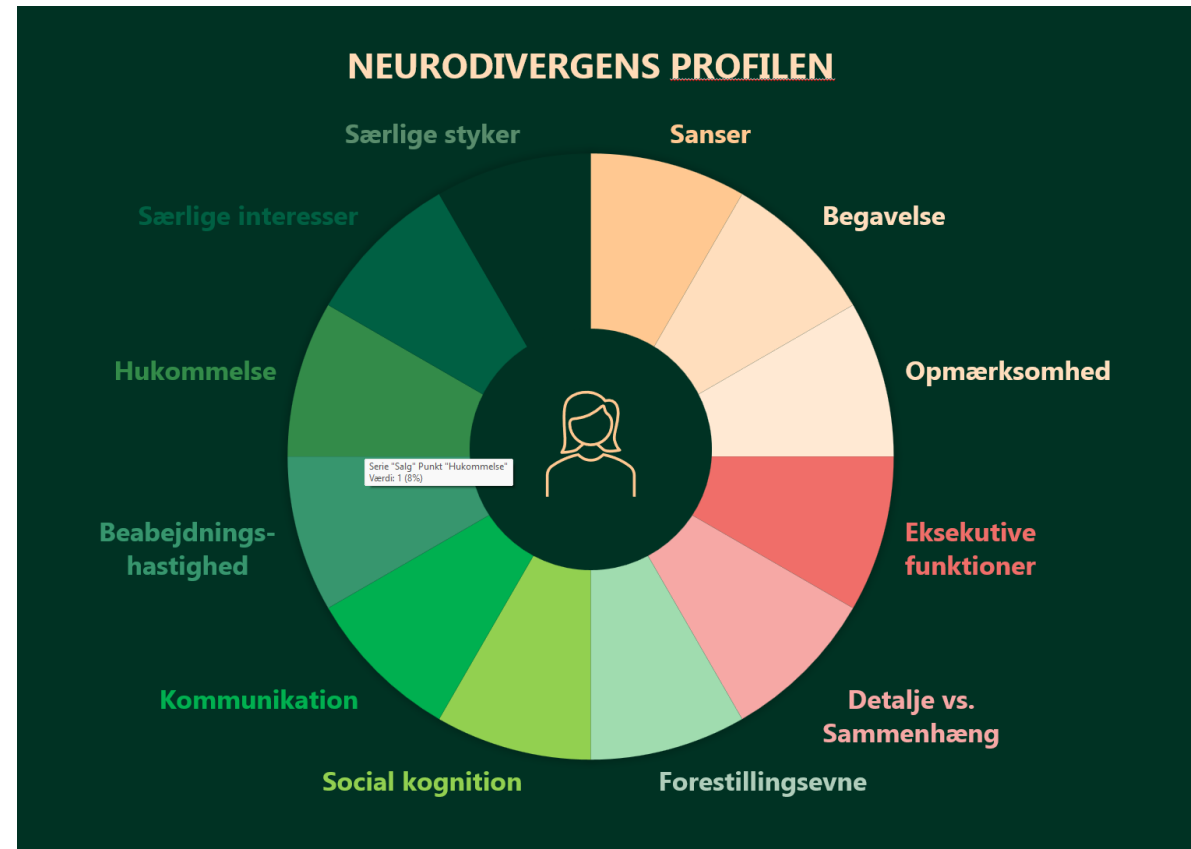 NEURODIVERGENS PROFILEN
Særlige styker
Sanser
Særlige interesser
Begavelse
Hukommelse
Opmærksomhed
Serie "Salg" Punkt "Hukommelse"
Værdi: 1 (8%)
Beabejdnings-
hastighed
Eksekutive
funktioner
Kommunikation
Detalje vs.
Sammenhæng
Social kognition
Forestillingsevne